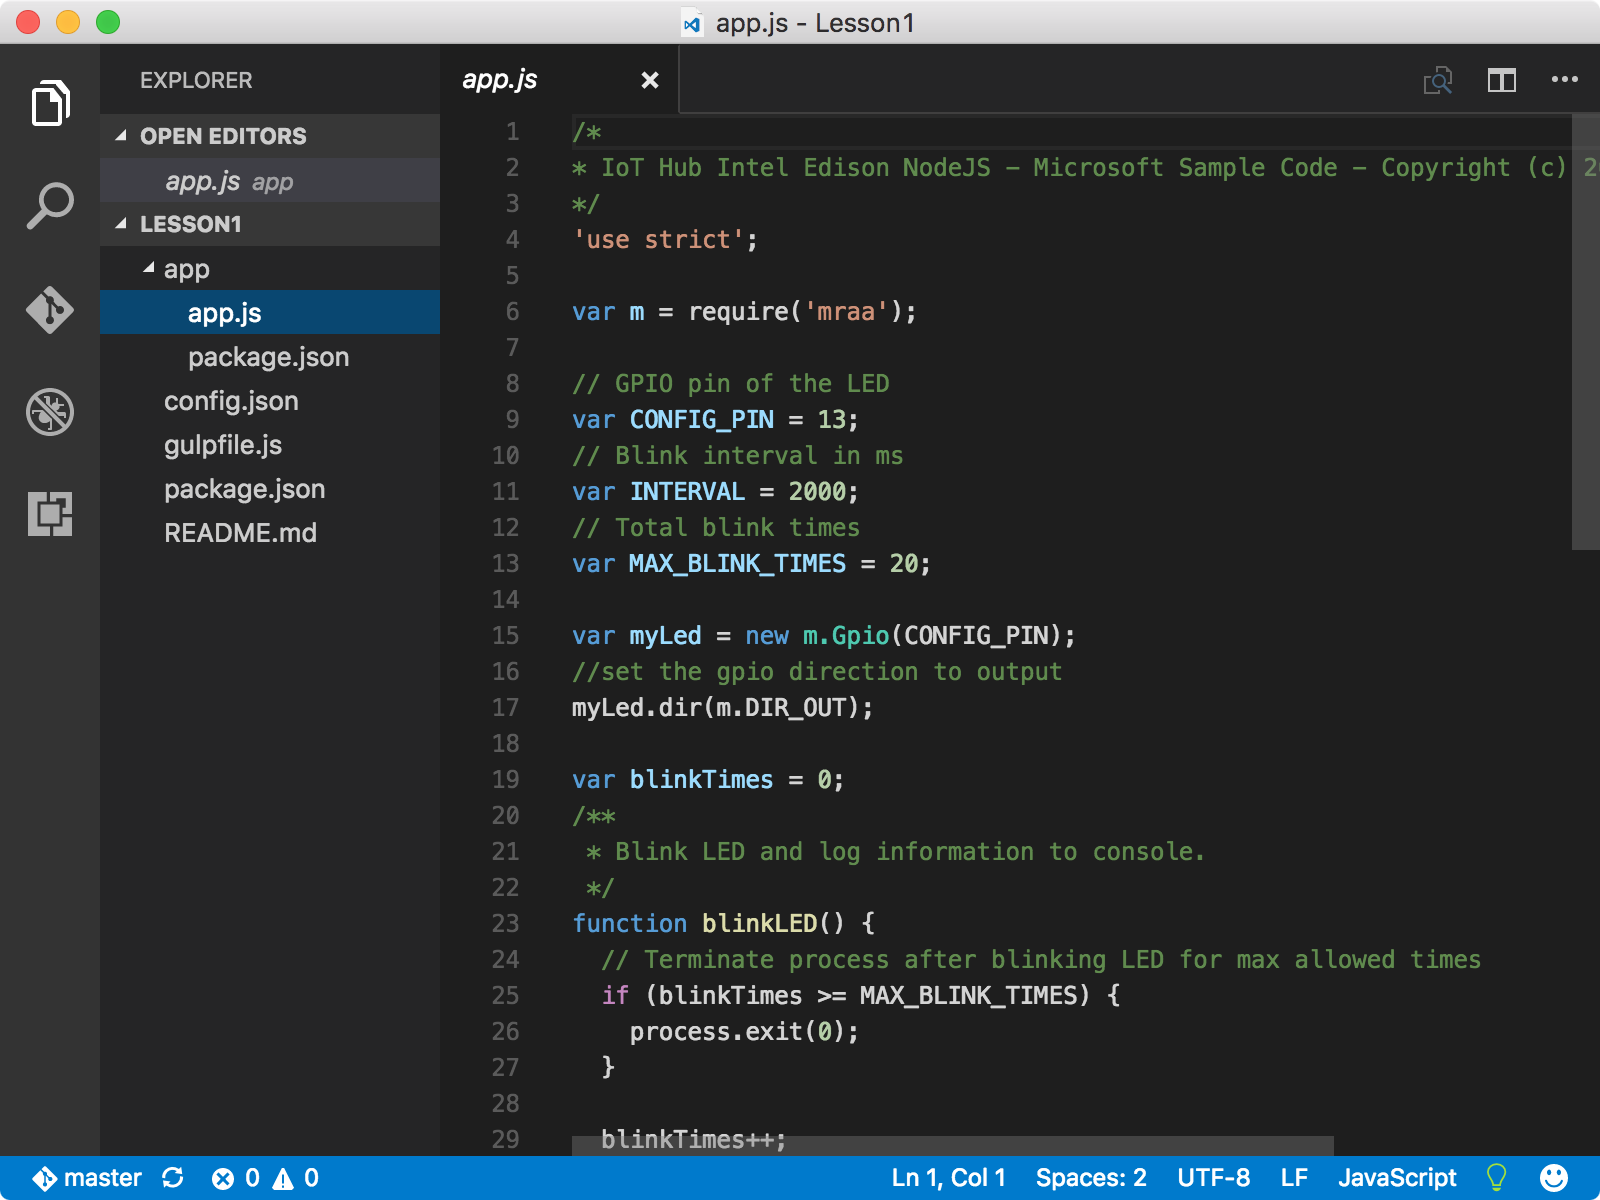 app.js - Lesson1
EXPLORER
OPEN EDITORS
app.js app
LESSON1
app
app.js
package.json
config.json
gulpfile.js
package.json
README.md
app.js
1 /*
2 * IoT Hub Intel Edison NodeJS - Microsoft Sample Code - Copyright (c)
3 */
4 'use strict';
5
6 var m = require('mraa');
7
8 // GPIO pin of the LED
9 var CONFIG_PIN = 13;
10 // Blink interval in ms
11 var INTERVAL = 2000;
12 // Total blink times
13 var MAX_BLINK_TIMES = 20;
14
15 var myLed = new m.Gpio(CONFIG_PIN);
16 //set the gpio direction to output
17 myLed.dir(m.DIR_OUT);
18
19 var blinkTimes = 0;
20 /**
21 * Blink LED and log information to console.
22 */
23 function blinkLED() {
24 // Terminate process after blinking LED for max allowed times
25 if (blinkTimes >= MAX_BLINK_TIMES) {
26 process.exit(0);
27 }
28
29 blinkTimes++;
master 0 0 Ln 1, Col 1 Spaces: 2 UTF-8 LF JavaScript